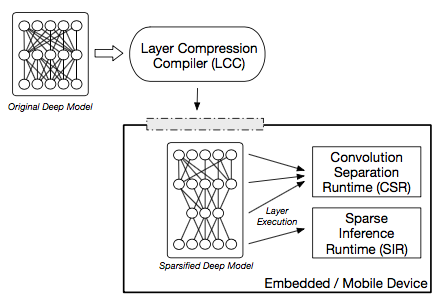 Original Deep Model
Layer Compression
Compiler (LCC)
Convolution
Separation
Runtime (CSR)
Layer
Execution
Sparse
Inference
Runtime (SIR)
Sparsified Deep Model
Embedded / Mobile Device